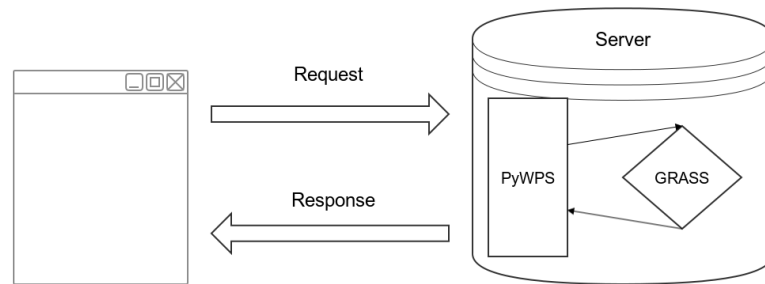 Server
Request
PyWPS
GRASS
Response